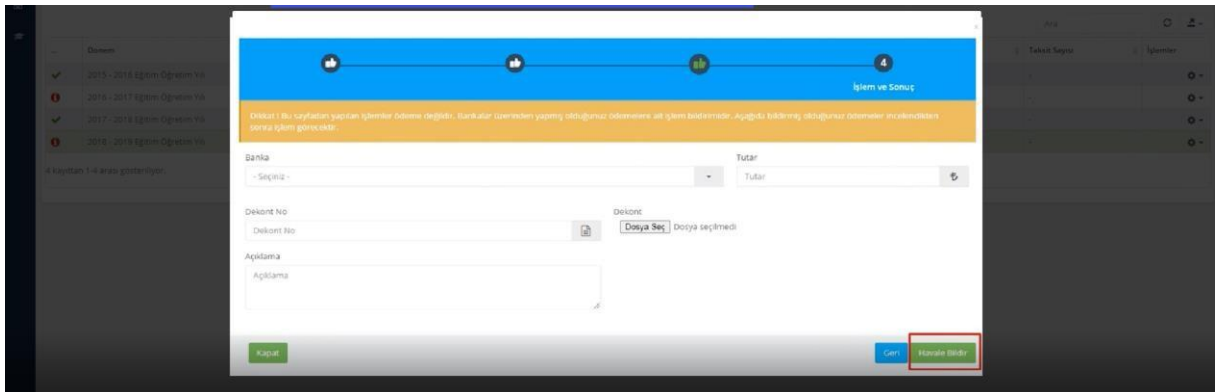 Ara
Dönem
Taksit Sayısı
İşlemler
2015 - 2016 Eğitim Öğretim Yılı
2016 - 2017 Eğitim Öğretim Yılı
2017 - 2018 Eğitim Öğretim Yılı
2018 - 2019 Eğitim Öğretim Yılı
4 kayıttan 1-4 arası gösteriliyor.
4
İşlem ve Sonuç
Dikkat ! Bu sayfadan yapılan işlemler ödeme değildir. Bankalar üzerinden yapmış olduğunuz ödemelere ait işlem bildirimidir. Aşağıda bildirmiş olduğunuz ödemeler incelendikten
sonra işlem görecektir.
Banka
Tutar
- Seçiniz -
Tutar
Dekont No
Dekont
Dekont No
Dosya Seç Dosya seçilmedi
Açıklama
Açıklama
Kapat
Geri
Havale Bildir